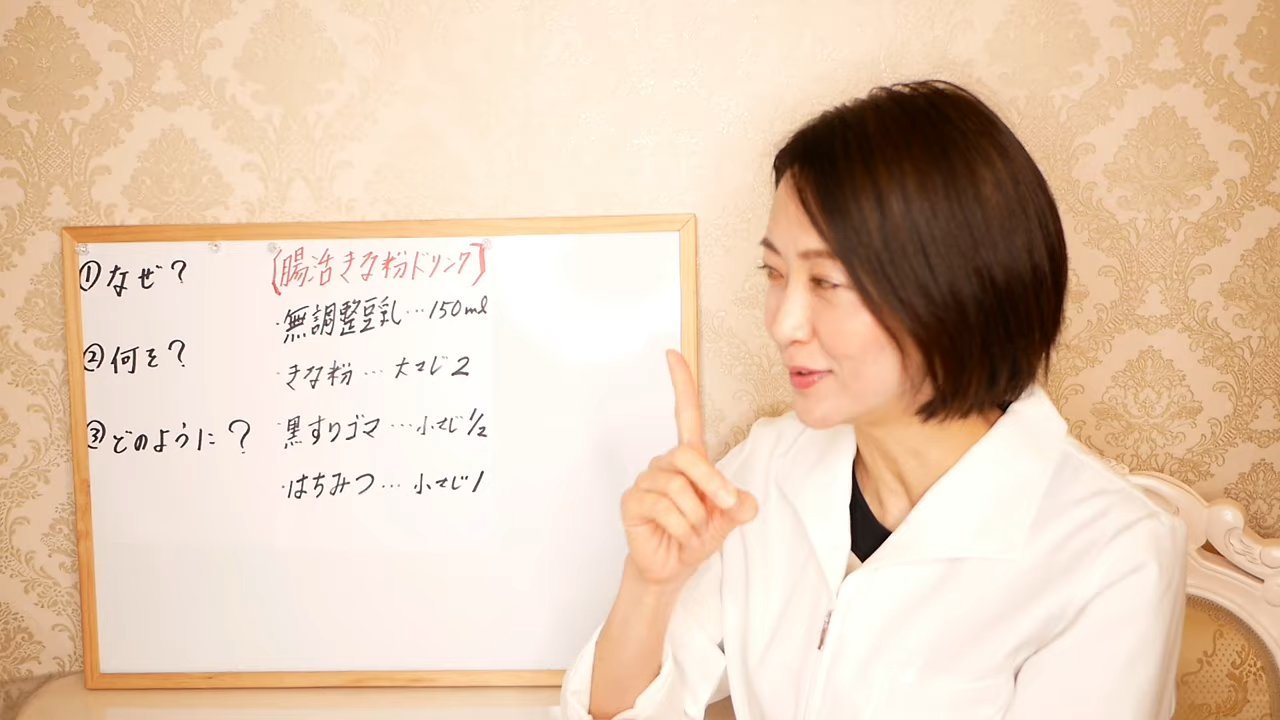 ①なぜ？
②何を？
③どのように？
[腸活きな粉ドリンク]
・無調整豆乳…150ml
・きな粉…大さじ2
・黒すりゴマ…小さじ1/2
・はちみつ…小さじ1